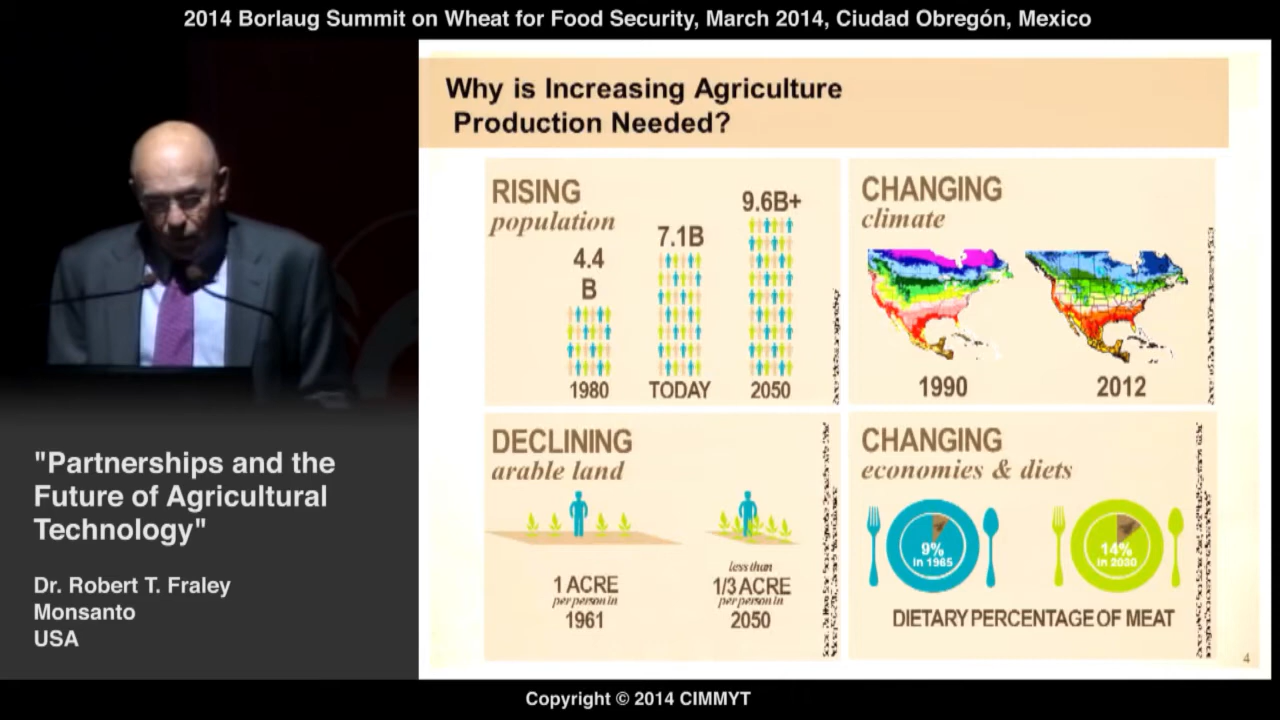 2014 Borlaug Summit on Wheat for Food Security, March 2014, Ciudad Obregón, Mexico
"Partnerships and the
Future of Agricultural
Technology"
Dr. Robert T. Fraley
Monsanto
USA
Why is Increasing Agriculture
Production Needed?
RISING
population
4.4
B
7.1B
9.6B+
1980
TODAY
2050
CHANGING
climate
1990
2012
DECLINING
arable land
1 ACRE
per person in
1961
less than
1/3 ACRE
per person in
2050
CHANGING
economies & diets
9%
in 1965
14%
in 2030
DIETARY PERCENTAGE OF MEAT
4
Copyright © 2014 CIMMYT